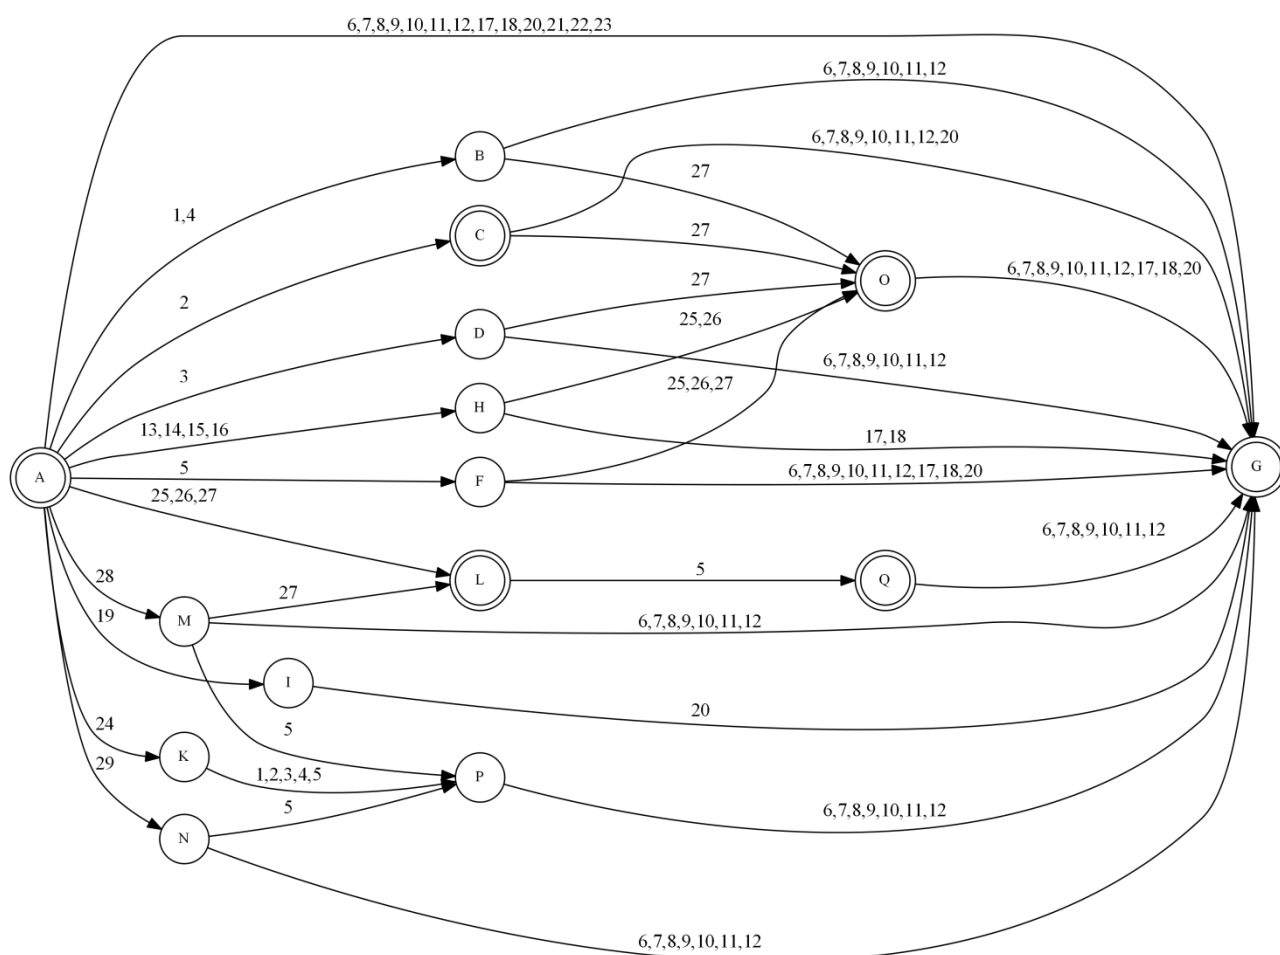 6,7,8,9,10,11,12,17,18,20,21,22,23
6,7,8,9,10,11,12
6,7,8,9,10,11,12,20
B
27
1,4
C
27
O
6,7,8,9,10,11,12,17,18,20
27
2
25,26
D
6,7,8,9,10,11,12
3
25,26,27
H
17,18
13,14,15,16
G
A
5
F
6,7,8,9,10,11,12,17,18,20
25,26,27
6,7,8,9,10,11,12
L
5
Q
28
27
19
M
6,7,8,9,10,11,12
I
20
24
5
K
29
1,2,3,4,5
P
5
6,7,8,9,10,11,12
N
6,7,8,9,10,11,12